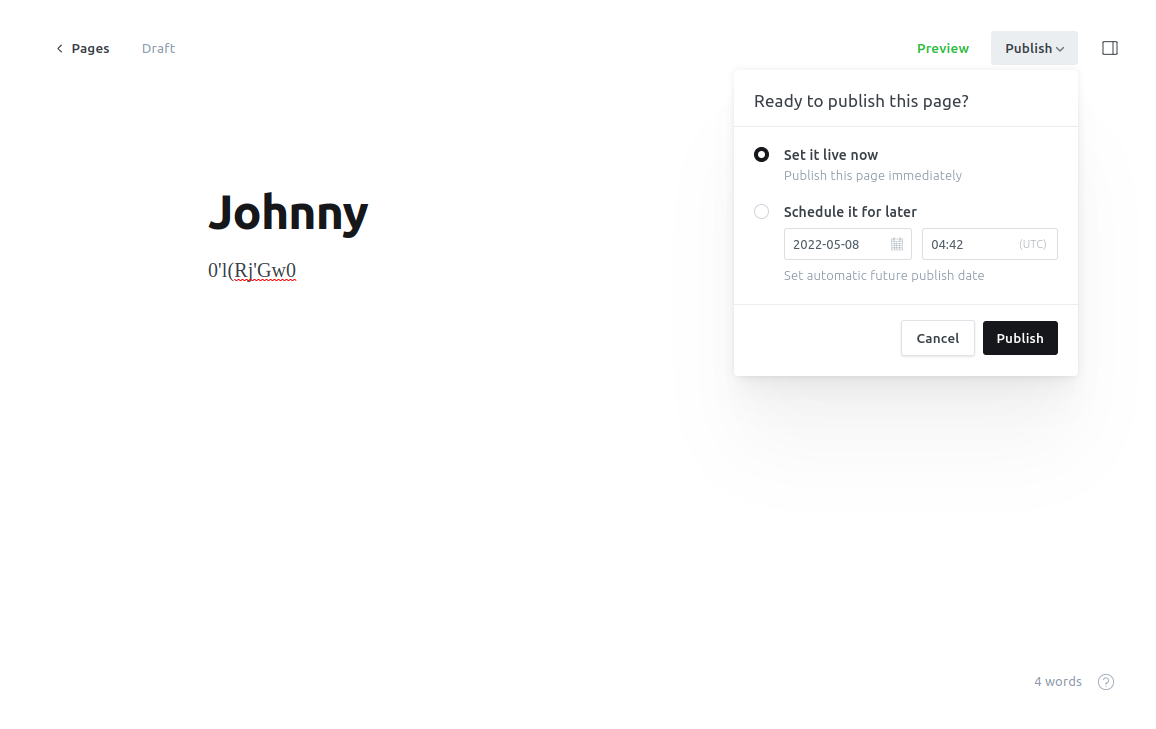 Pages Draft Preview Publish
Ready to publish this page?
Set it live now
Publish this page immediately
Schedule it for later
2022-05-08 04:42 (UTC)
Set automatic future publish date
Cancel Publish
Johnny
0'l(Rj'Gw0
4 words